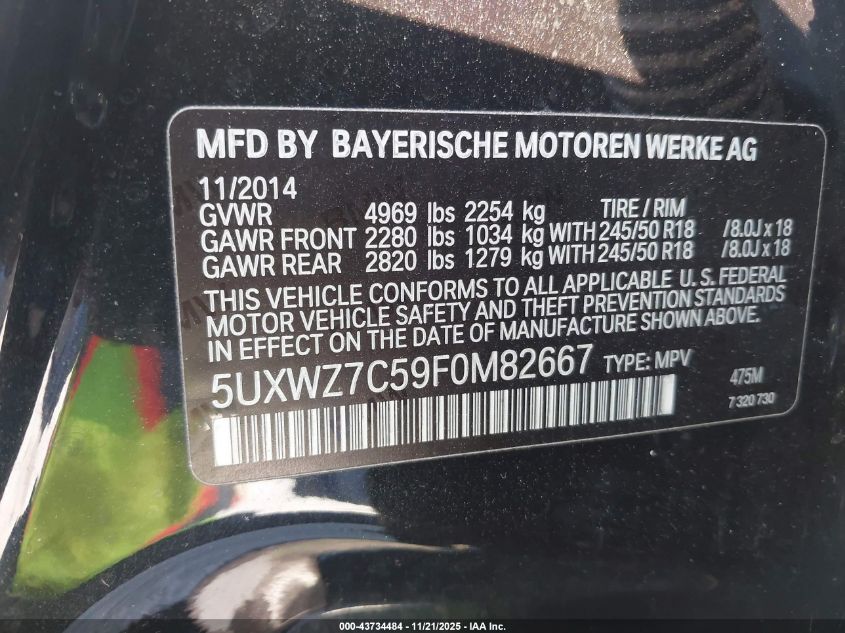 MFD BY BAYERISCHE MOTOREN WERKE AG
11/2014
GVWR 4969 lbs 2254 kg TIRE / RIM
GAWR FRONT 2280 lbs 1034 kg WITH 245/50 R18 /8.0J x 18
GAWR REAR 2820 lbs 1279 kg WITH 245/50 R18 /8.0J x 18
THIS VEHICLE CONFORMS TO ALL APPLICABLE U.S. FEDERAL
MOTOR VEHICLE SAFETY AND THEFT PREVENTION STANDARDS
IN EFFECT ON THE DATE OF MANUFACTURE SHOWN ABOVE.
5UXWZ7C59F0M82667 TYPE: MPV 475M
7 320 730
000-43734484 - 11/21/2025 - IAA Inc.